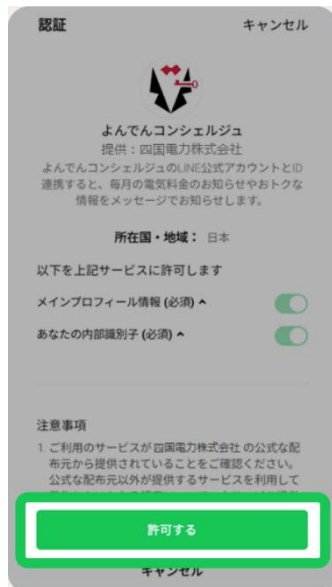 認証 キャンセル
よんでんコンシェルジュ
提供：四国電力株式会社
よんでんコンシェルジュのLINE公式アカウントとID
連携すると、毎月の電気料金のお知らせやおトクな
情報をメッセージでお知らせします。
所在国・地域： 日本
以下を上記サービスに許可します
メインプロフィール情報 (必須)
あなたの内部識別子 (必須)
注意事項
1. ご利用のサービスが四国電力株式会社 の公式な配
布元から提供されていることをご確認ください。
公式な配布元以外が提供するサービスを利用して
許可する
キャンセル